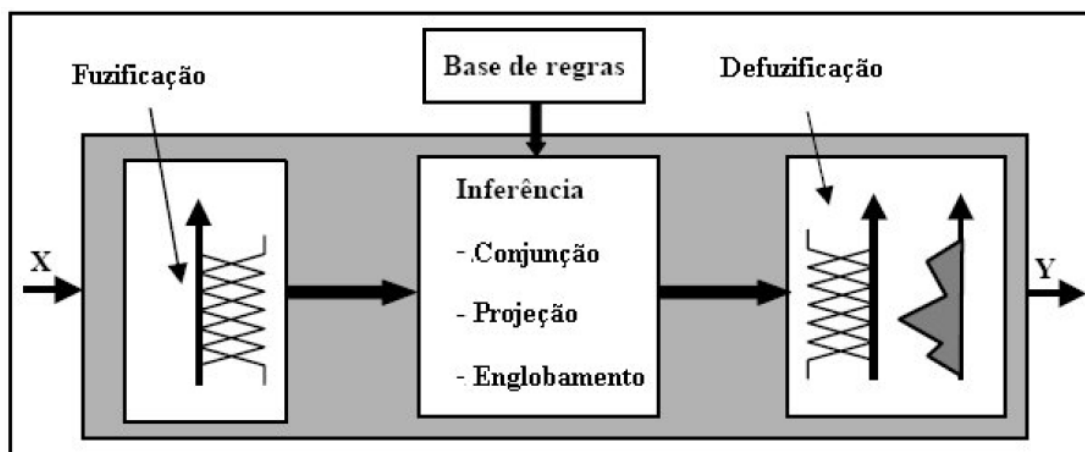 Fuzificação
Base de regras
Defuzificação
X
Inferência
- Conjunção
- Projeção
- Englobamento
Y